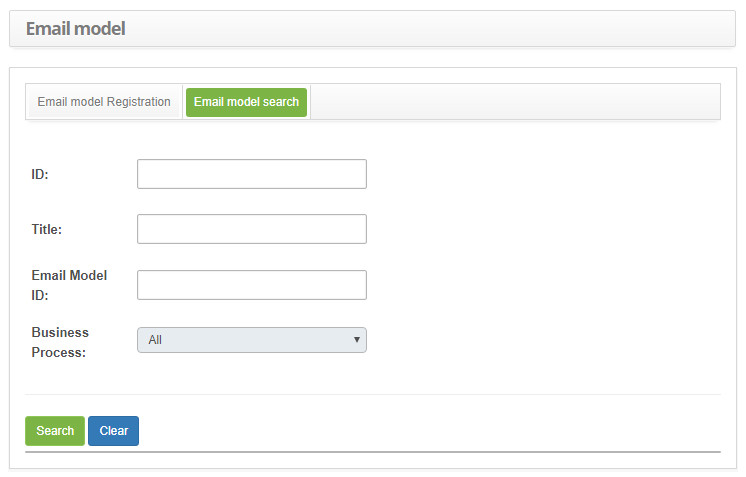 Email model
Email model Registration Email model search
ID:
Title:
Email Model
ID:
Business
Process:
All
Search Clear